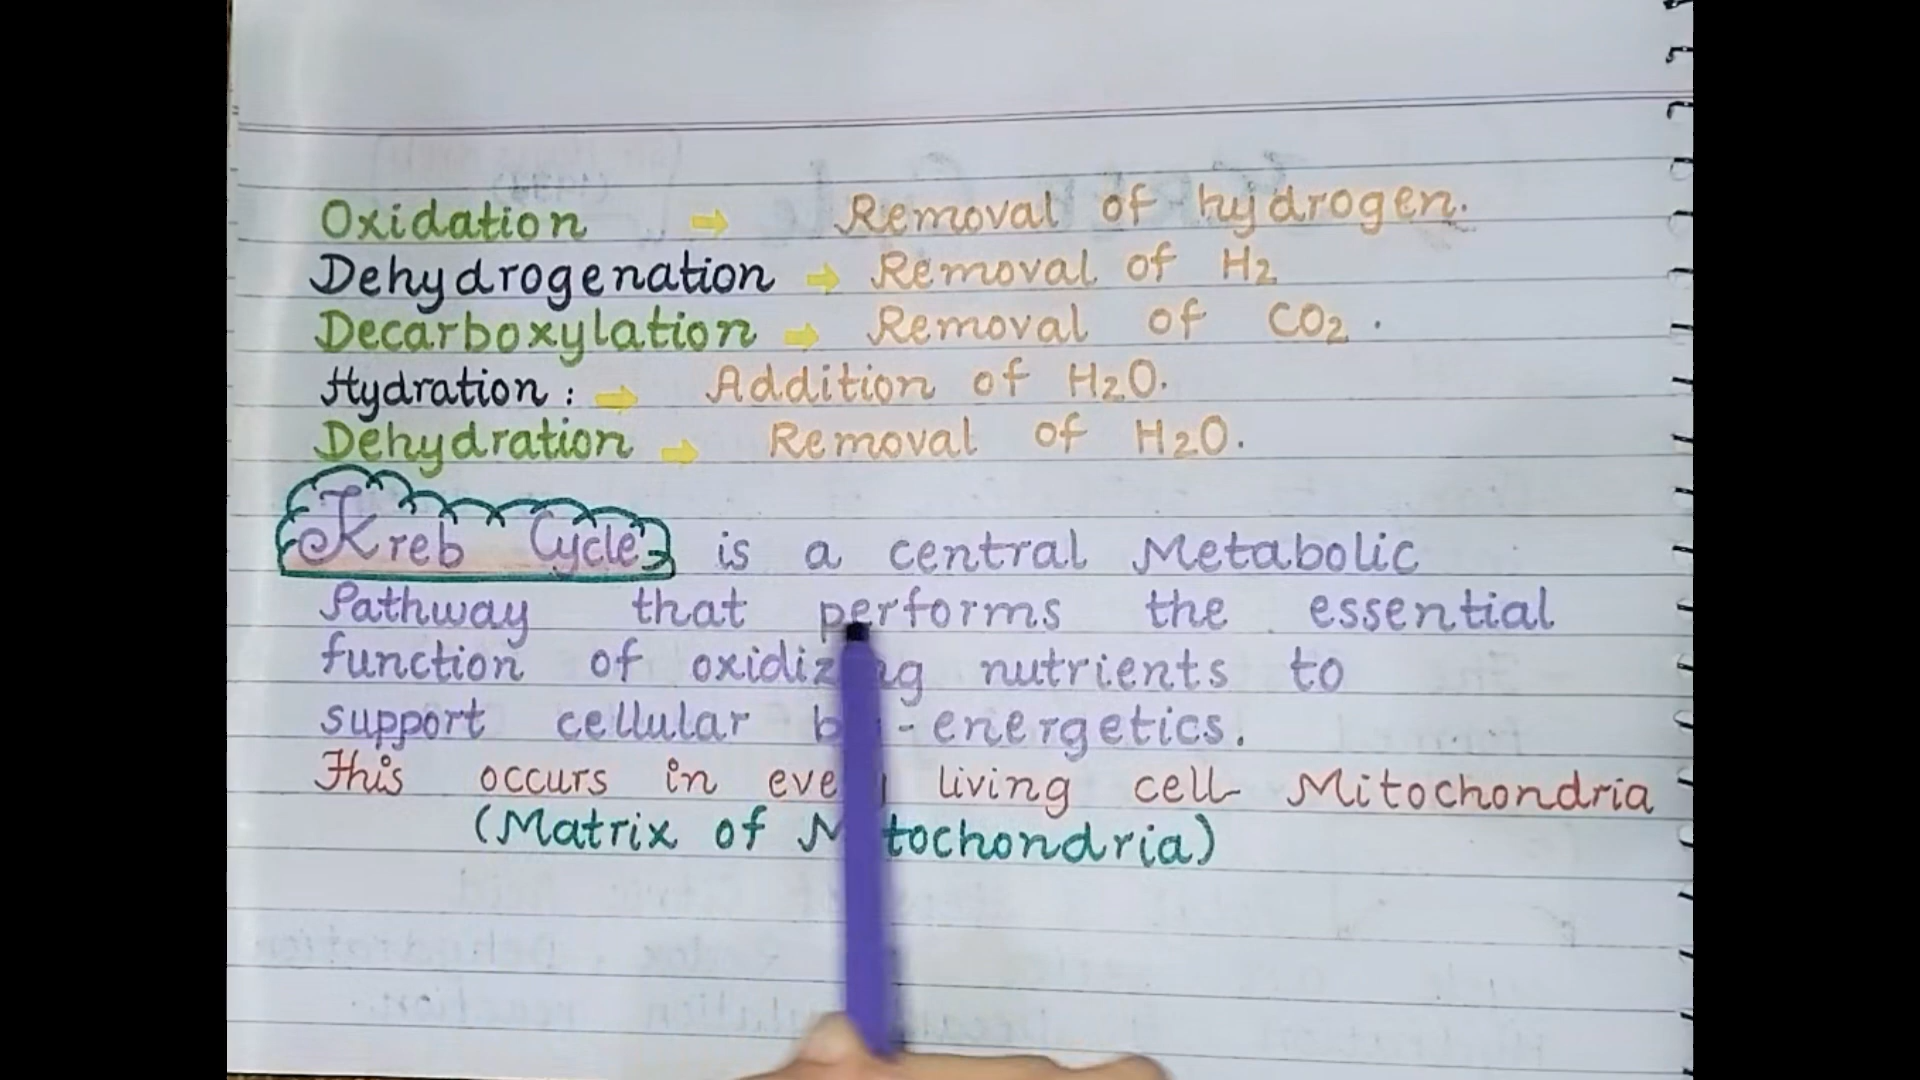 Oxidation → Removal of hydrogen.
Dehydrogenation → Removal of H2
Decarboxylation → Removal of CO2.
Hydration: → Addition of H2O.
Dehydration → Removal of H2O.
Kreb Cycle is a central Metabolic
Pathway that performs the essential
function of nutrients to
support cellular -energetics.
This occurs in living cell- Mitochondria
(Matrix of Mitochondria)